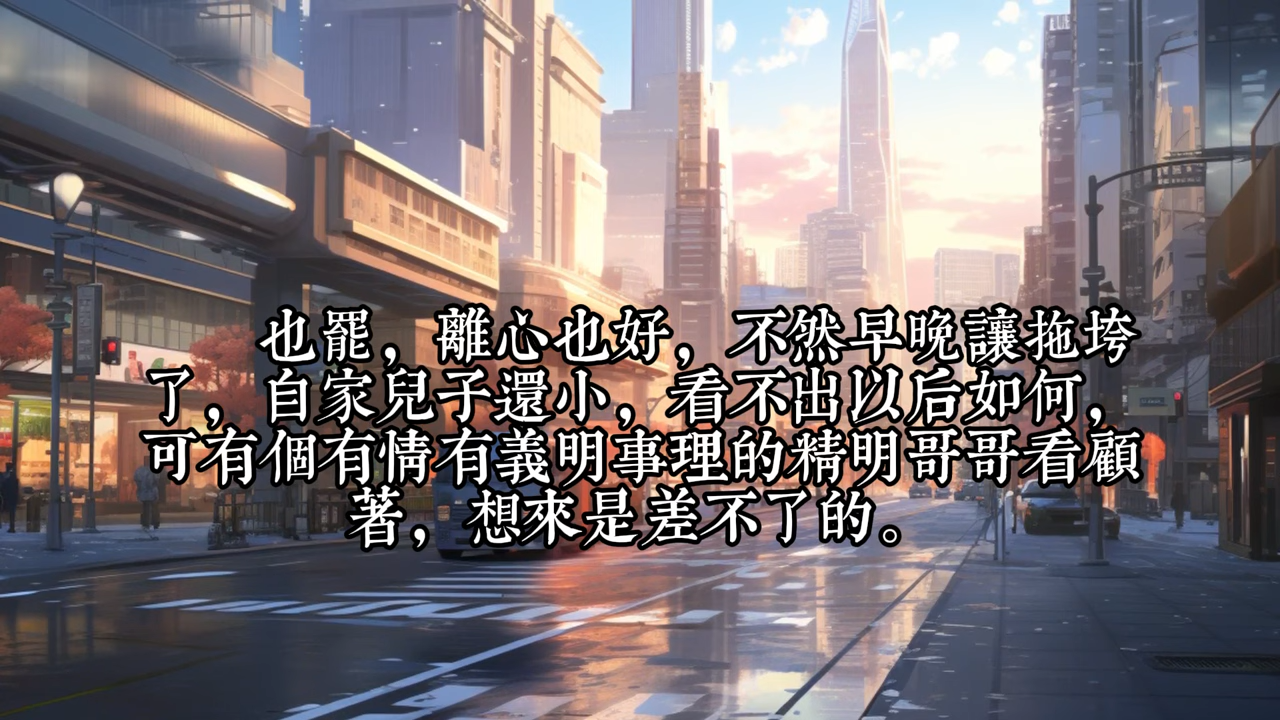 也罷，離心也好，不然早晚讓拖垮
了，自家兒子還小，看不出以后如何，
可有個有情有義明事理的精明哥哥看顧
著，想來是差不了的。